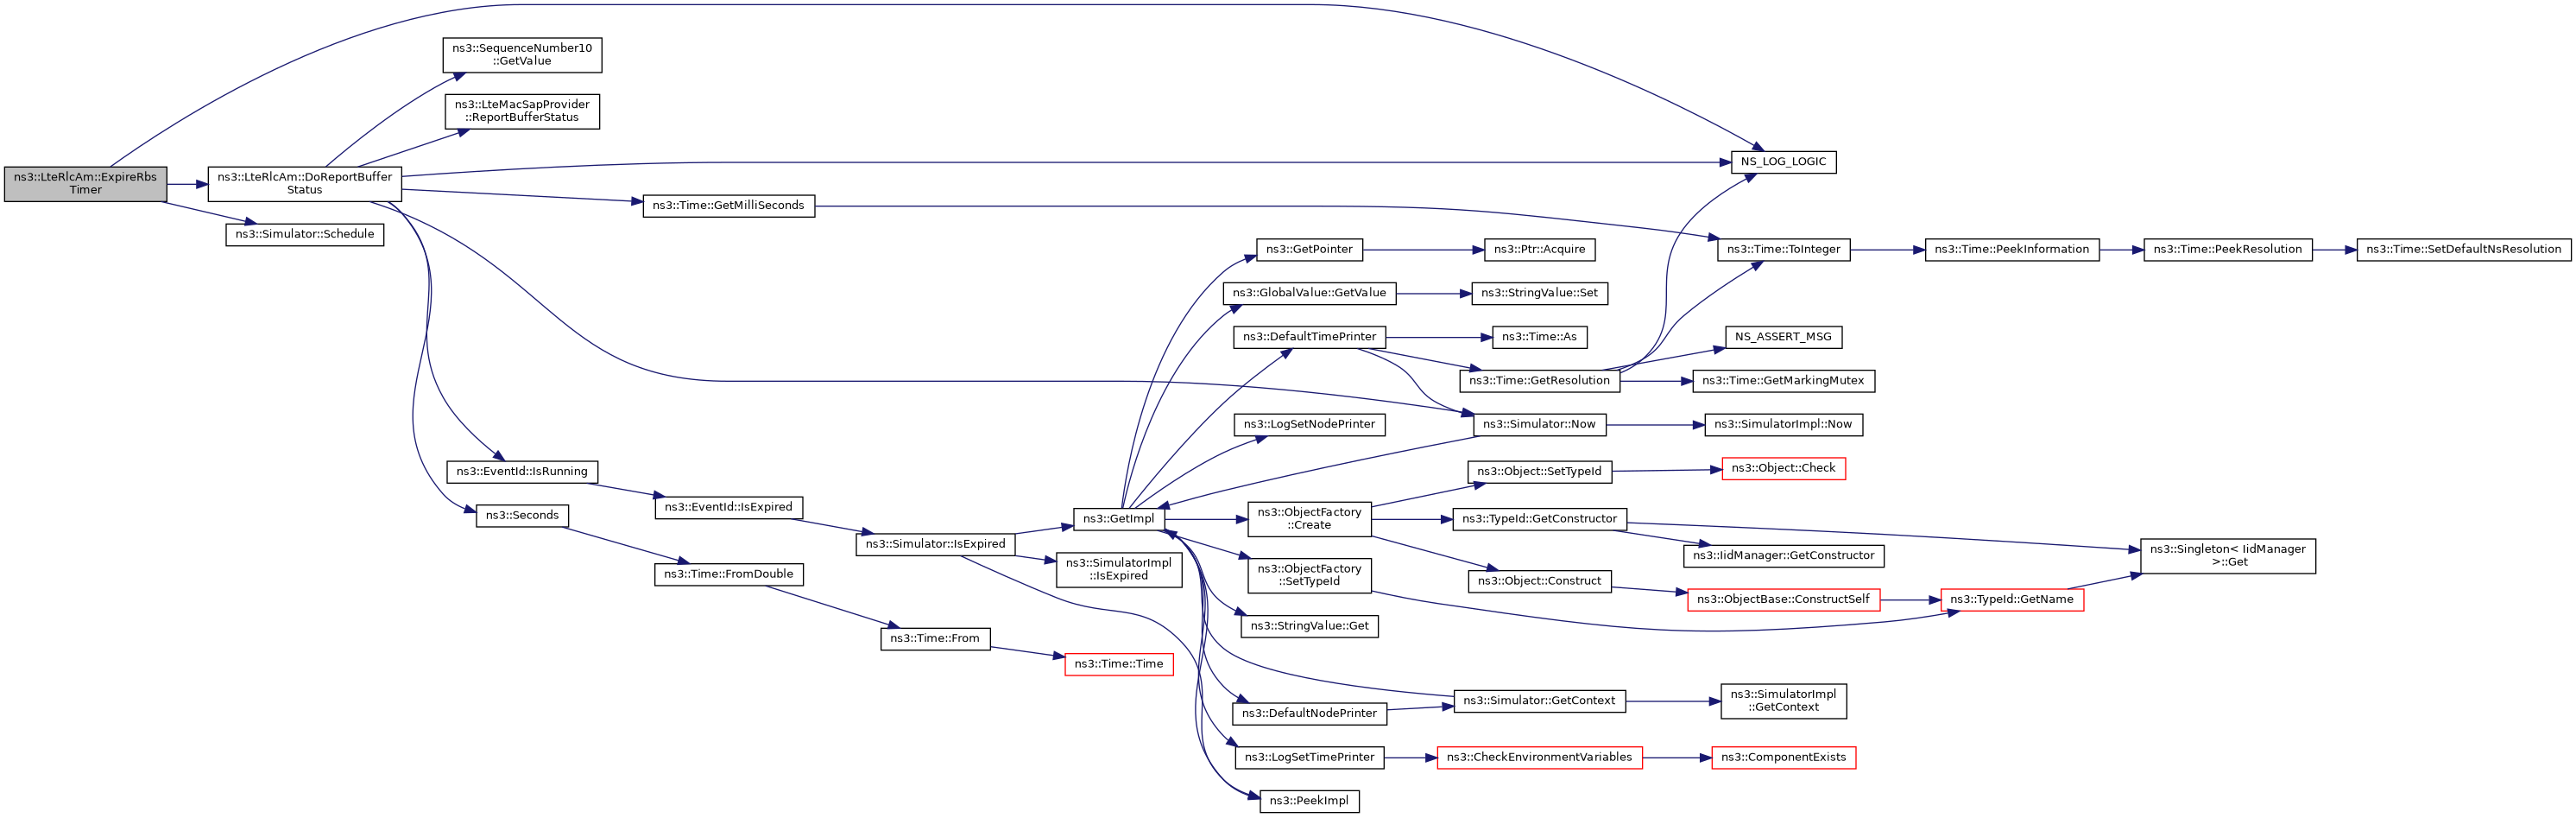 ns3::LteRlcAm::ExpireRbs
Timer
ns3::LteRlcAm::DoReportBuffer
Status
ns3::Simulator::Schedule
ns3::SequenceNumber10
::GetValue
ns3::LteMacSapProvider
::ReportBufferStatus
NS_LOG_LOGIC
ns3::Time::GetMilliSeconds
ns3::Time::ToInteger
ns3::Time::PeekInformation
ns3::Time::PeekResolution
ns3::Time::SetDefaultNsResolution
ns3::GetPointer
ns3::Ptr::Acquire
ns3::GlobalValue::GetValue
ns3::StringValue::Set
ns3::DefaultTimePrinter
ns3::Time::As
NS_ASSERT_MSG
ns3::Time::GetResolution
ns3::Time::GetMarkingMutex
ns3::LogSetNodePrinter
ns3::Simulator::Now
ns3::SimulatorImpl::Now
ns3::EventId::IsRunning
ns3::Object::SetTypeId
ns3::Object::Check
ns3::Seconds
ns3::EventId::IsExpired
ns3::GetImpl
ns3::ObjectFactory
::Create
ns3::TypeId::GetConstructor
ns3::Simulator::IsExpired
ns3::SimulatorImpl
::IsExpired
ns3::IidManager::GetConstructor
ns3::Singleton< IidManager
>::Get
ns3::Time::FromDouble
ns3::ObjectFactory
::SetTypeId
ns3::Object::Construct
ns3::ObjectBase::ConstructSelf
ns3::TypeId::GetName
ns3::StringValue::Get
ns3::Time::From
ns3::Time::Time
ns3::DefaultNodePrinter
ns3::Simulator::GetContext
ns3::SimulatorImpl
::GetContext
ns3::LogSetTimePrinter
ns3::CheckEnvironmentVariables
ns3::ComponentExists
ns3::PeekImpl